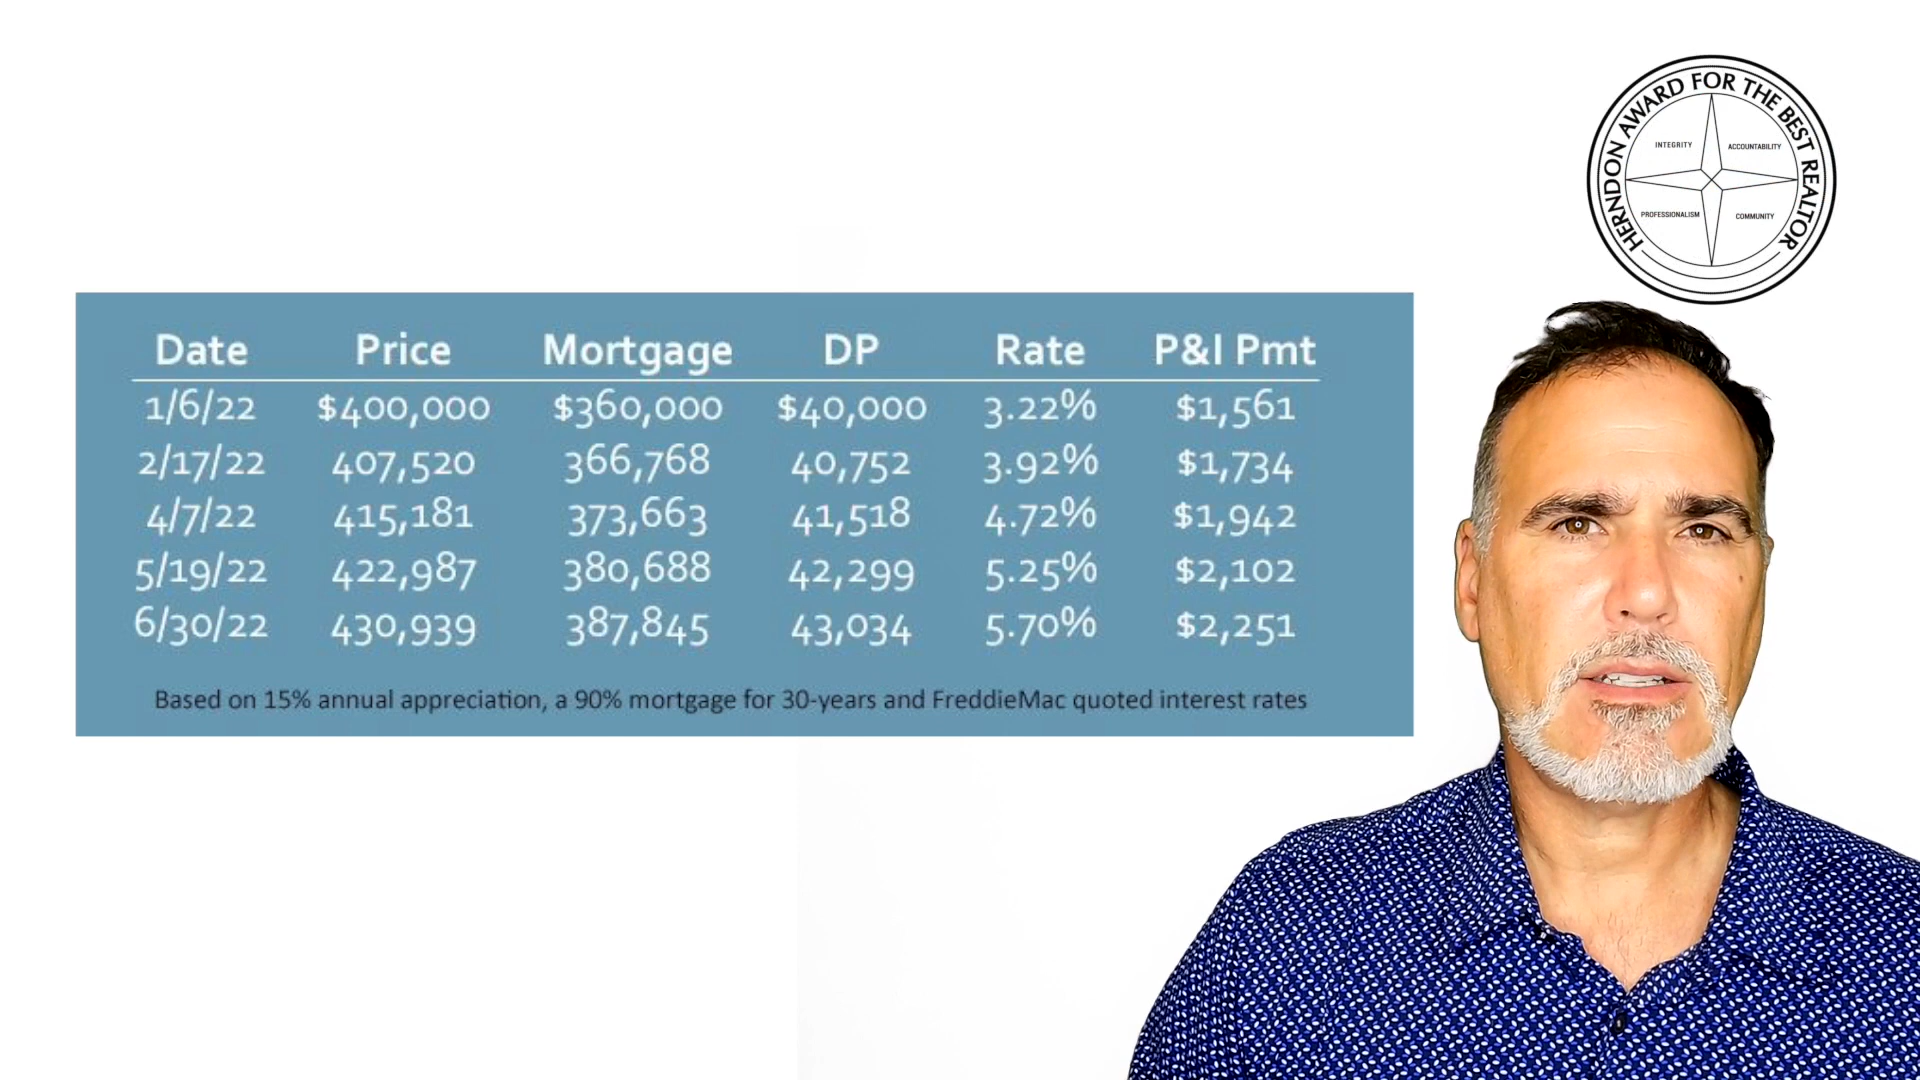 HERNDON AWARD FOR THE BEST REALTOR
INTEGRITY ACCOUNTABILITY
PROFESSIONALISM COMMUNITY
Date Price Mortgage DP Rate P&I Pmt
1/6/22 $400,000 $360,000 $40,000 3.22% $1,561
2/17/22 407,520 366,768 40,752 3.92% $1,734
4/7/22 415,181 373,663 41,518 4.72% $1,942
5/19/22 422,987 380,688 42,299 5.25% $2,102
6/30/22 430,939 387,845 43,034 5.70% $2,251
Based on 15% annual appreciation, a 90% mortgage for 30-years and FreddieMac quoted interest rates